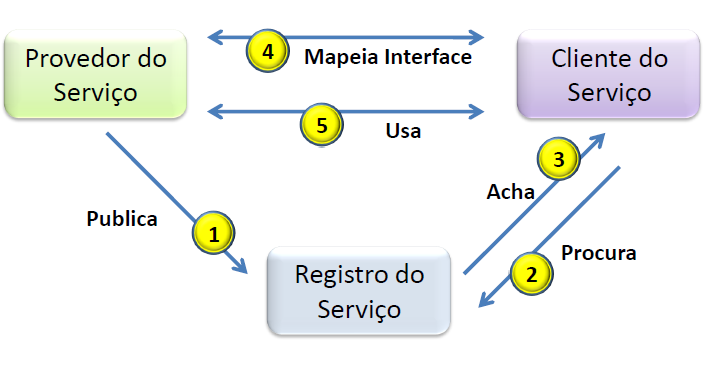 Provedor do
Serviço
4
Mapeia Interface
Cliente do
Serviço
5
Usa
3
Acha
Publica
1
Procura
2
Registro do
Serviço